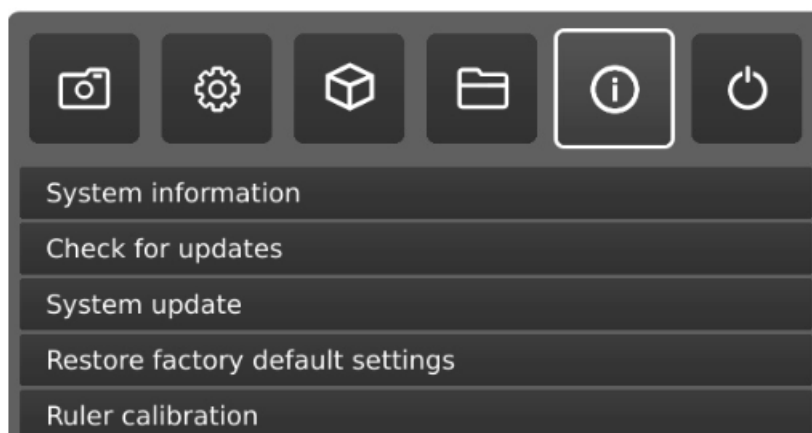 System information
Check for updates
System update
Restore factory default settings
Ruler calibration